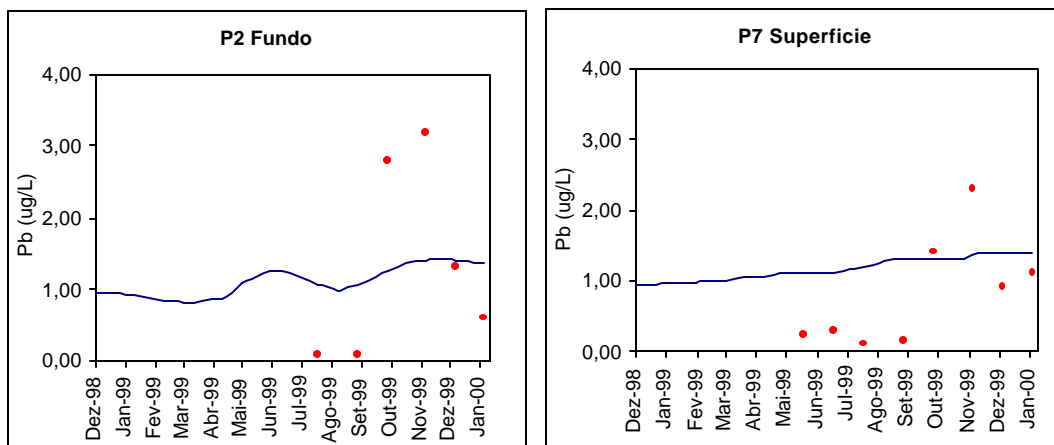 P2 Fundo
4,00
3,00
2,00
1,00
0,00
Pb (ug/L)
Dez-98
Jan-99
Fev-99
Mar-99
Abr-99
Mai-99
Jun-99
Jul-99
Ago-99
Set-99
Out-99
Nov-99
Dez-99
Jan-00
P7 Superficie
4,00
3,00
2,00
1,00
0,00
Pb (ug/L)
Dez-98
Jan-99
Fev-99
Mar-99
Abr-99
Mai-99
Jun-99
Jul-99
Ago-99
Set-99
Out-99
Nov-99
Dez-99
Jan-00